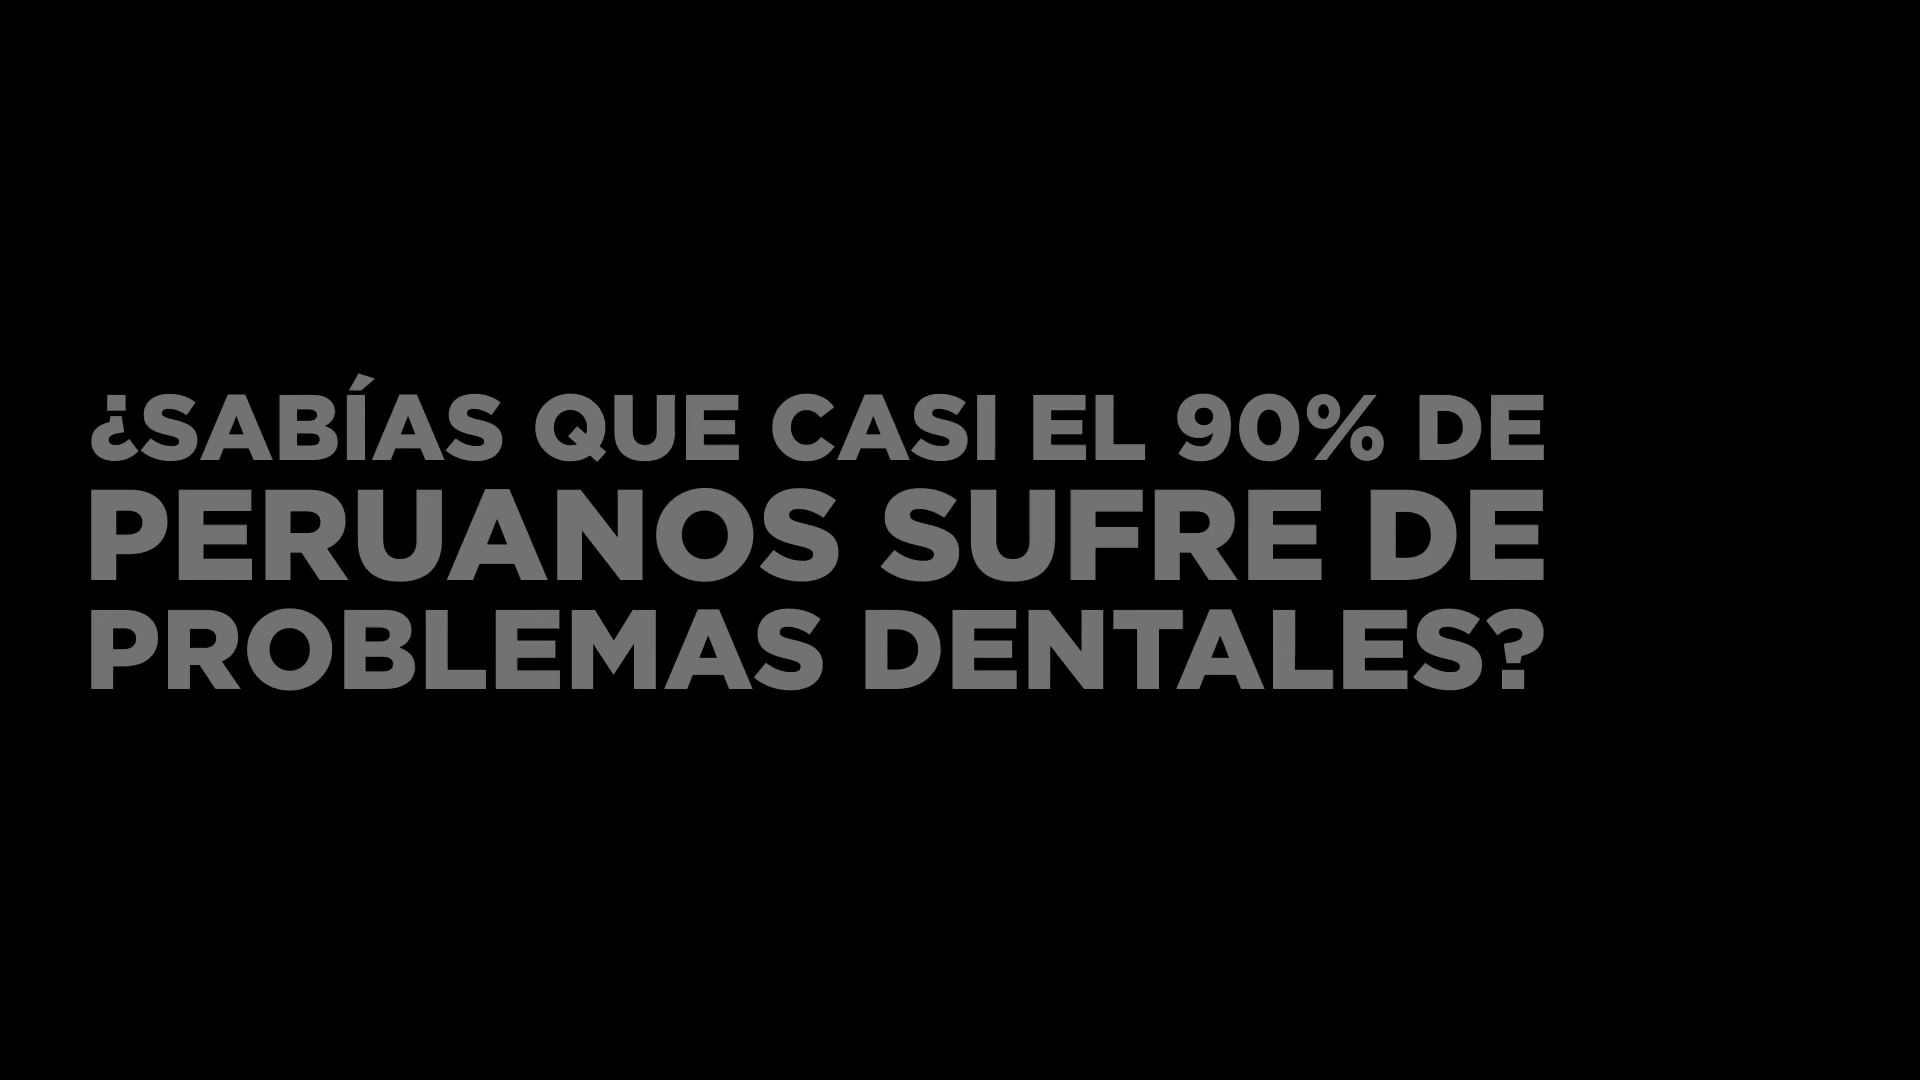 ¿SABÍAS QUE CASI EL 90% DE
PERUANOS SUFRE DE
PROBLEMAS DENTALES?